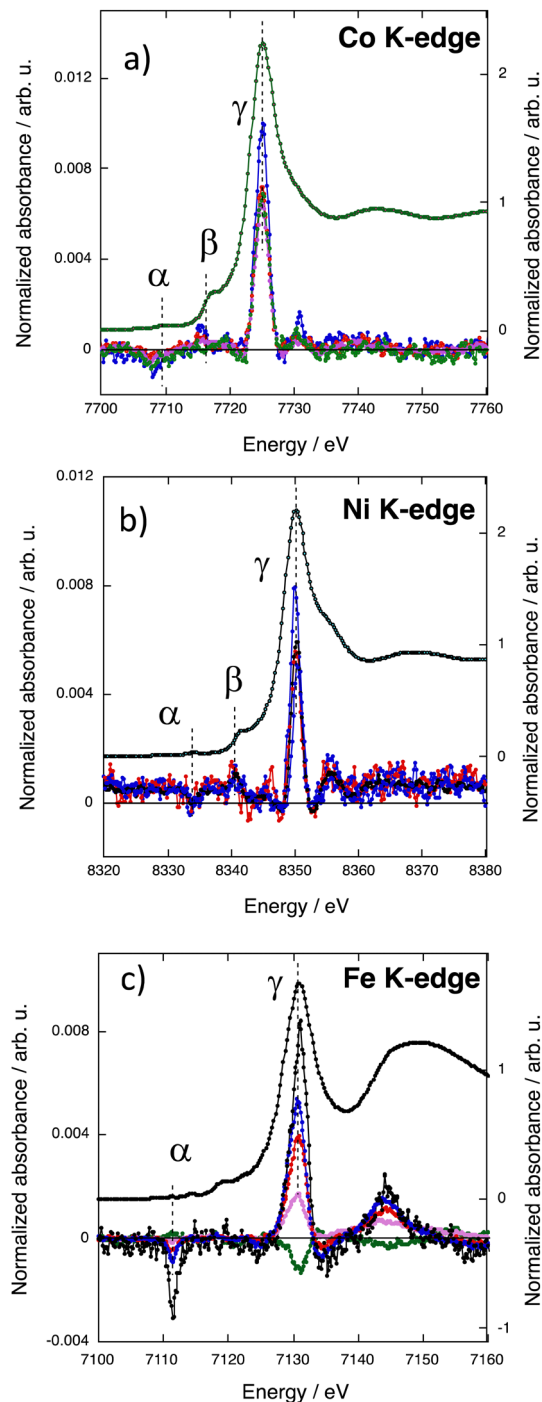 a)
Co K-edge
Normalized absorbance / arb. u.
0.012
0.008
0.004
0
2
1
0
Normalized absorbance / arb. u.
α
β
γ
7700 7710 7720 7730 7740 7750 7760
Energy / eV
b)
Ni K-edge
Normalized absorbance / arb. u.
0.012
0.008
0.004
0
2
1
0
Normalized absorbance / arb. u.
α
β
γ
8320 8330 8340 8350 8360 8370 8380
Energy / eV
c)
Fe K-edge
Normalized absorbance / arb. u.
0.008
0.004
0
-0.004
1
0
-1
Normalized absorbance / arb. u.
α
γ
7100 7110 7120 7130 7140 7150 7160
Energy / eV